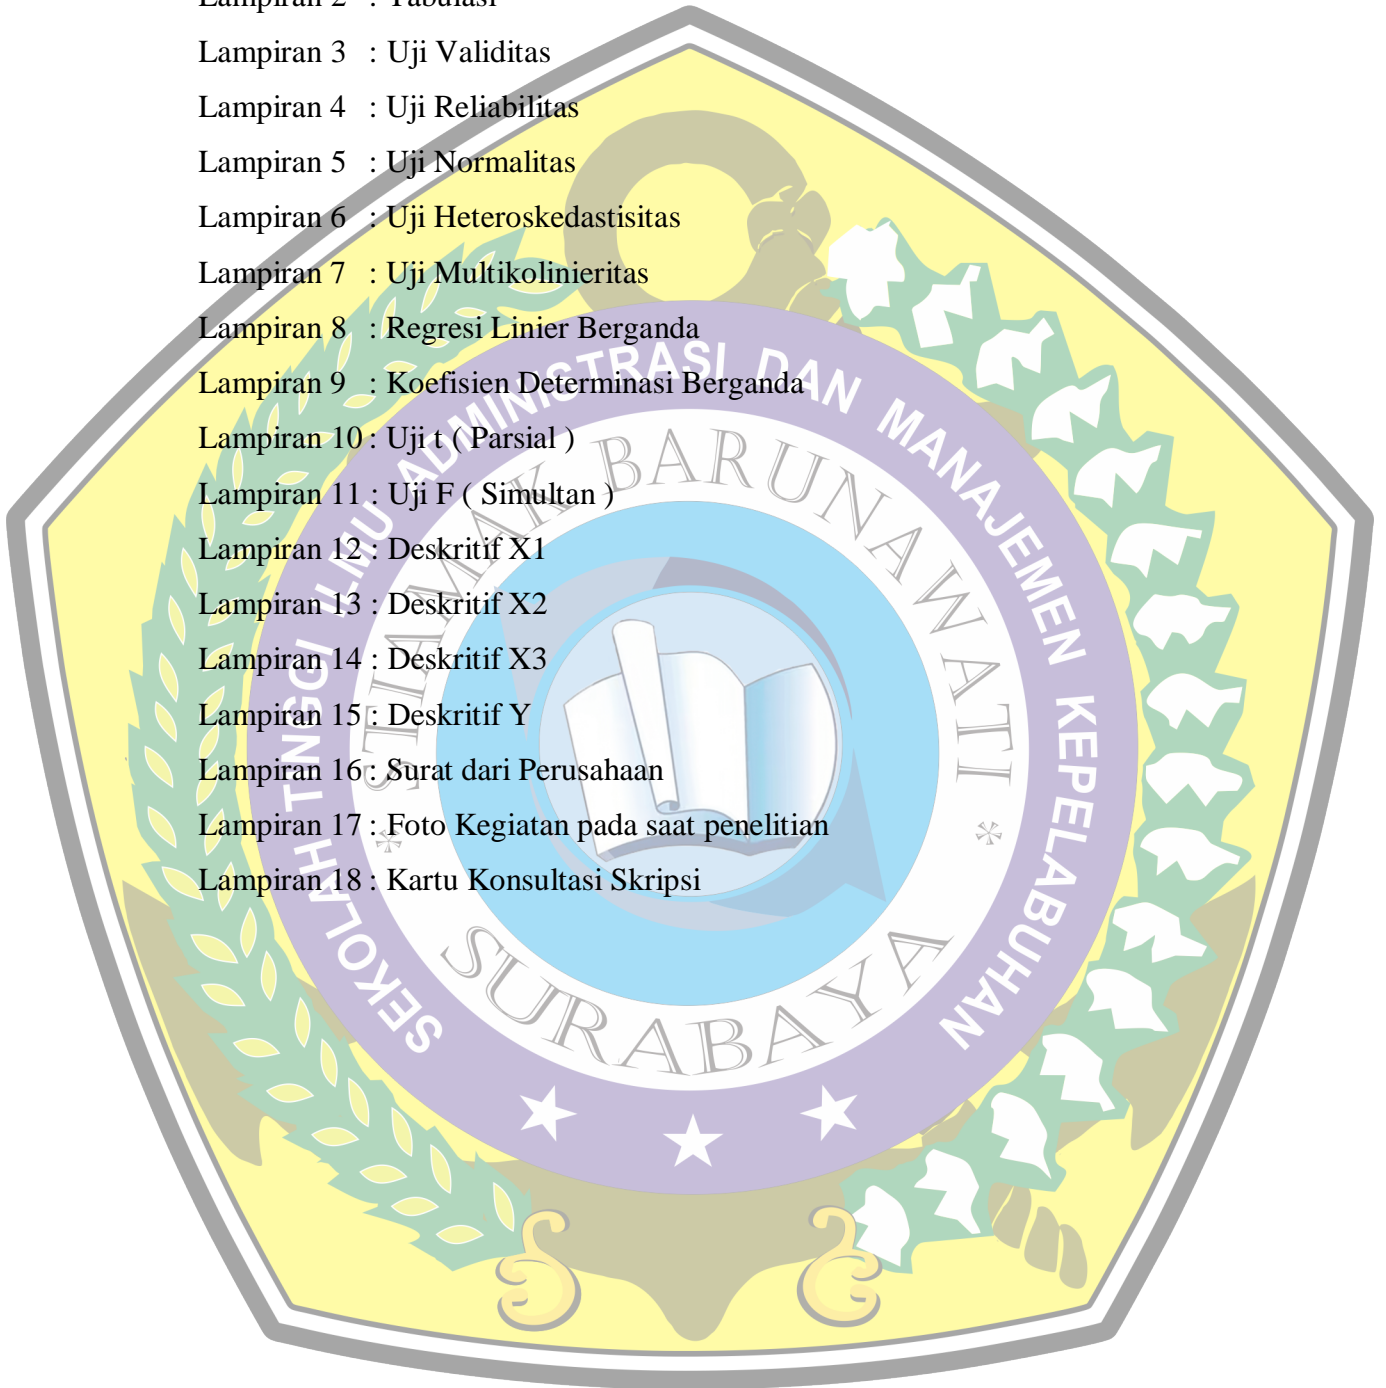 Lampiran 2 : Tabulasi
Lampiran 3 : Uji Validitas
Lampiran 4 : Uji Reliabilitas
Lampiran 5 : Uji Normalitas
Lampiran 6 : Uji Heteroskedastisitas
Lampiran 7 : Uji Multikolinieritas
Lampiran 8 : Regresi Linier Berganda
Lampiran 9 : Koefisien Determinasi Berganda
Lampiran 10 : Uji t ( Parsial )
Lampiran 11 : Uji F ( Simultan )
Lampiran 12 : Deskritif X1
Lampiran 13 : Deskritif X2
Lampiran 14 : Deskritif X3
Lampiran 15 : Deskritif Y
Lampiran 16 : Surat dari Perusahaan
Lampiran 17 : Foto Kegiatan pada saat penelitian
Lampiran 18 : Kartu Konsultasi Skripsi
SEKOLAH TINGGI ILMU ADMINISTRASI DAN MANAJEMEN KEPELABUHAN
* STIAMAK BARUNAWATI *
SURABAYA